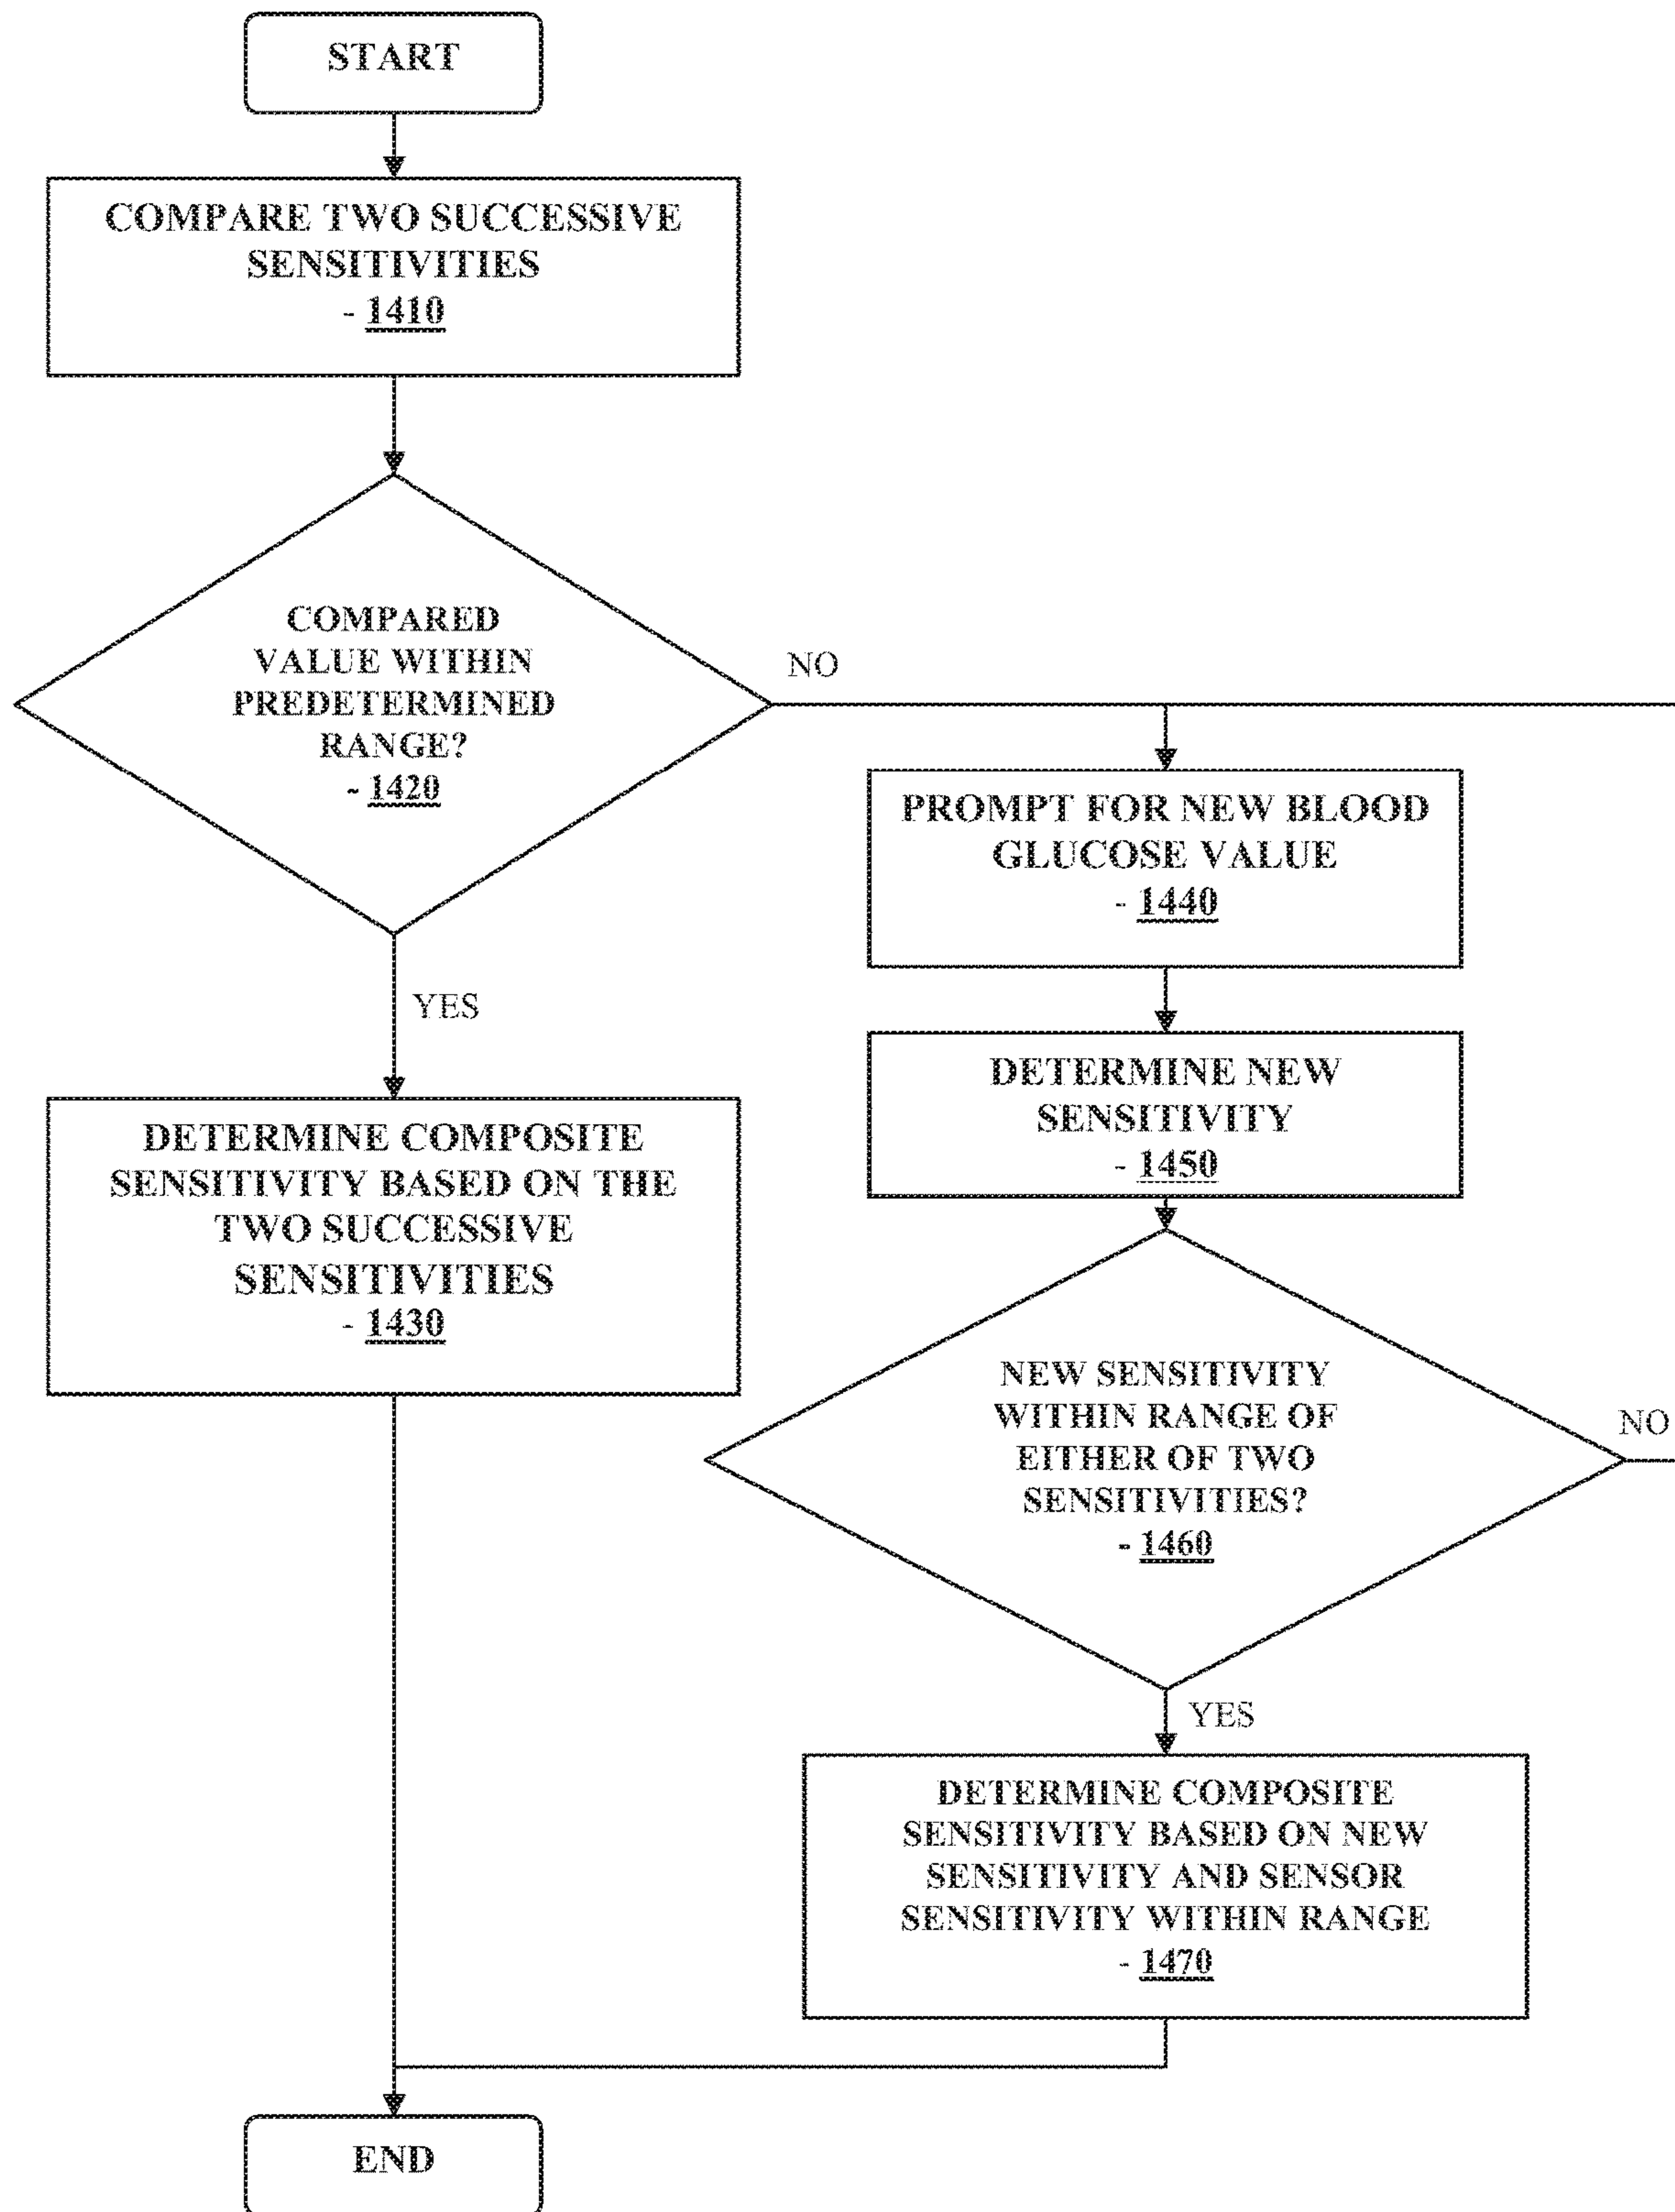 START
COMPARE TWO SUCCESSIVE
SENSITIVITIES
- 1410
COMPARED
VALUE WITHIN
PREDETERMINED
RANGE?
- 1420
NO
YES
DETERMINE COMPOSITE
SENSITIVITY BASED ON THE
TWO SUCCESSIVE
SENSITIVITIES
- 1430
PROMPT FOR NEW BLOOD
GLUCOSE VALUE
- 1440
DETERMINE NEW
SENSITIVITY
- 1450
NEW SENSITIVITY
WITHIN RANGE OF
EITHER OF TWO
SENSITIVITIES?
- 1460
NO
YES
DETERMINE COMPOSITE
SENSITIVITY BASED ON NEW
SENSITIVITY AND SENSOR
SENSITIVITY WITHIN RANGE
- 1470
END